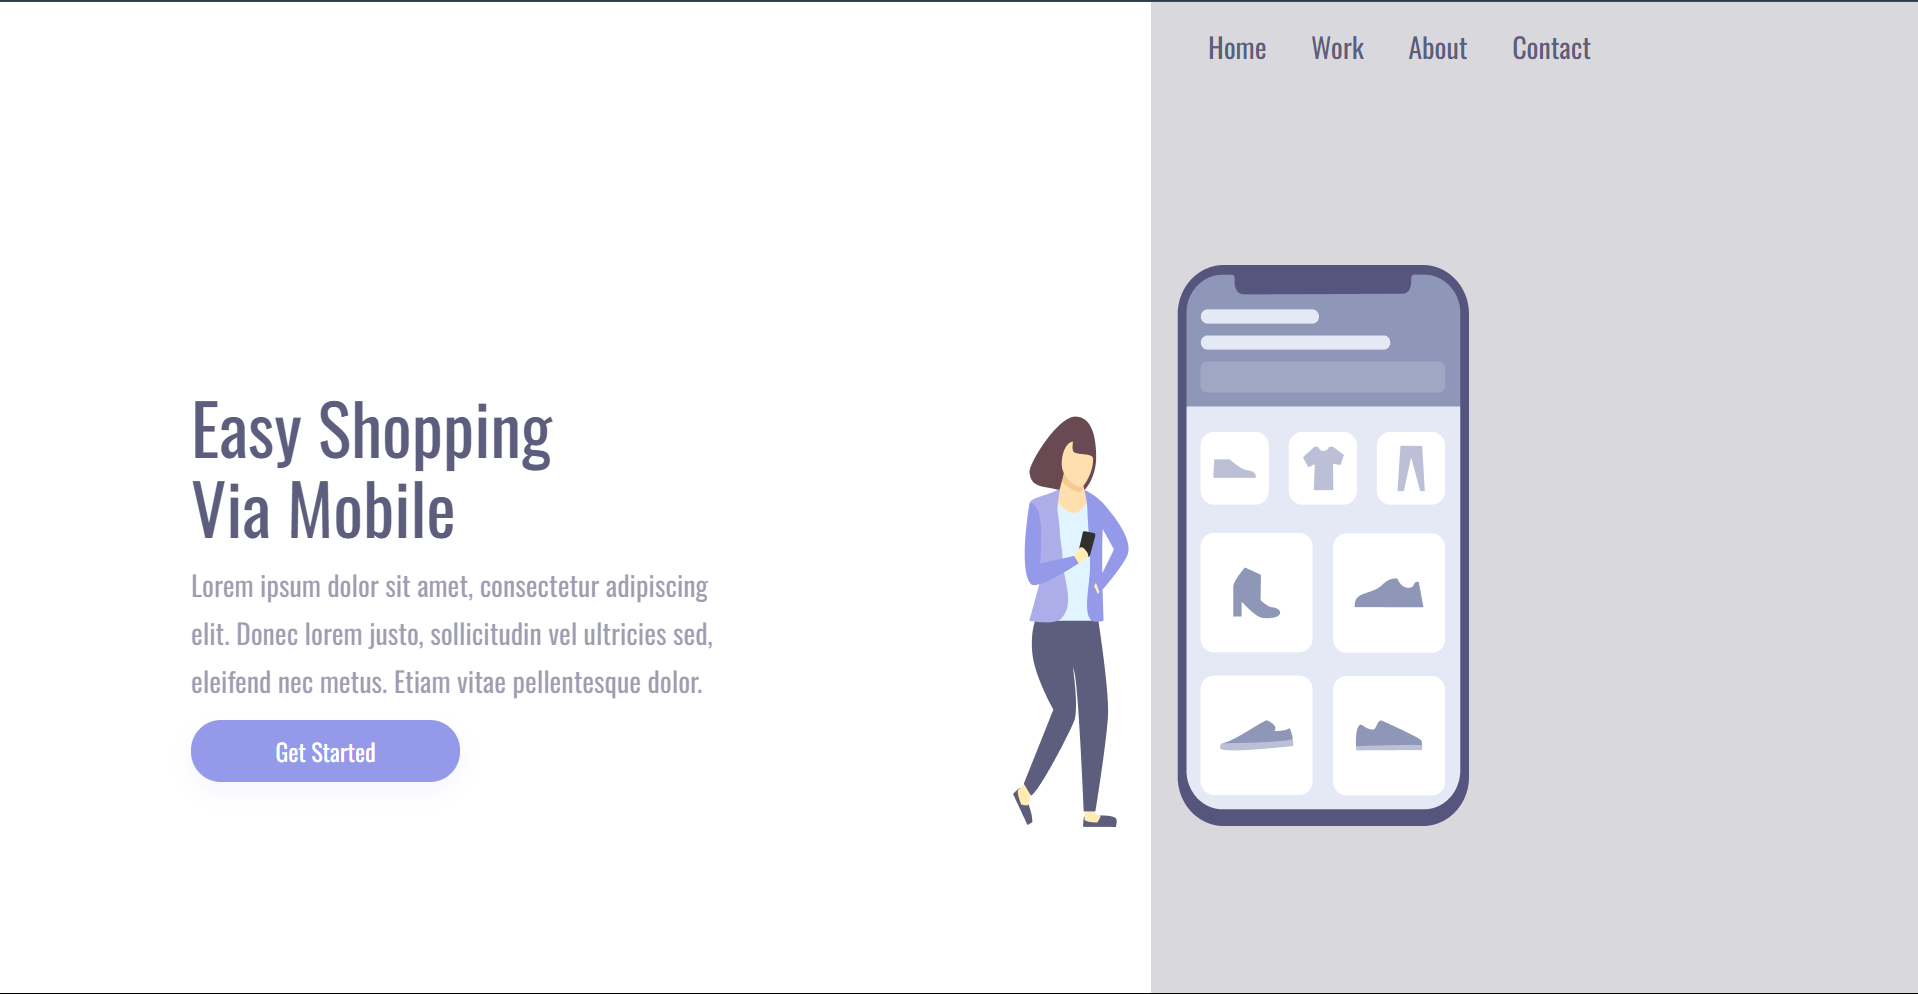 Home Work About Contact
Easy Shopping
Via Mobile
Lorem ipsum dolor sit amet, consectetur adipiscing
elit. Donec lorem justo, sollicitudin vel ultricies sed,
eleifend nec metus. Etiam vitae pellentesque dolor.
Get Started